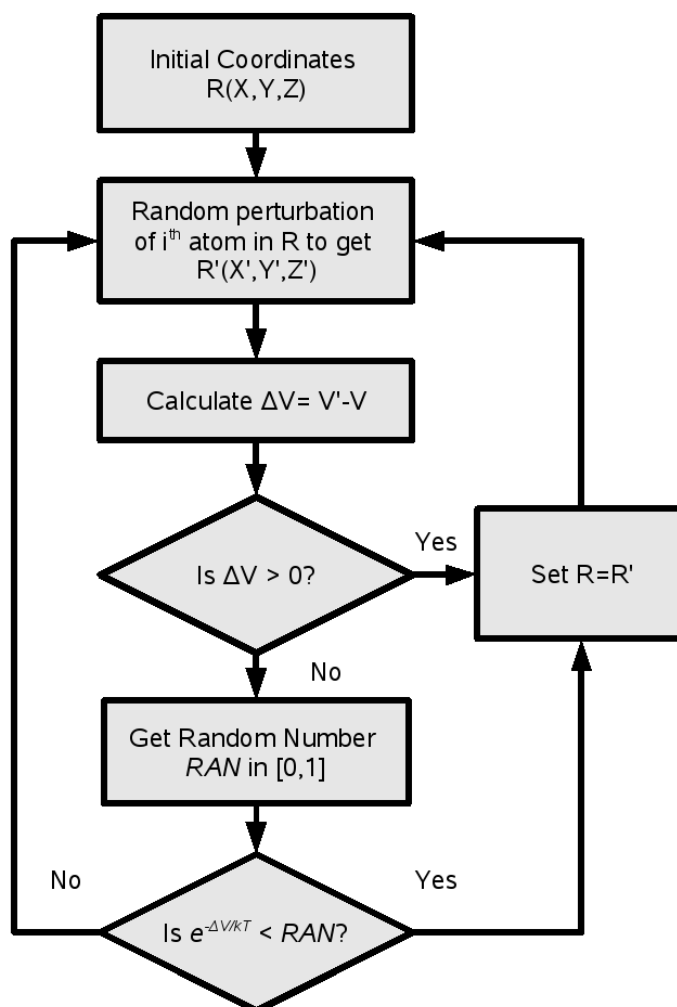 Initial Coordinates
R(X,Y,Z)
Random perturbation
of iᵗʰ atom in R to get
R'(X',Y',Z')
Calculate ΔV= V'-V
Is ΔV > 0?
Yes
Set R=R'
No
Get Random Number
RAN in [0,1]
No
Yes
Is e^-ΔV/kT < RAN?